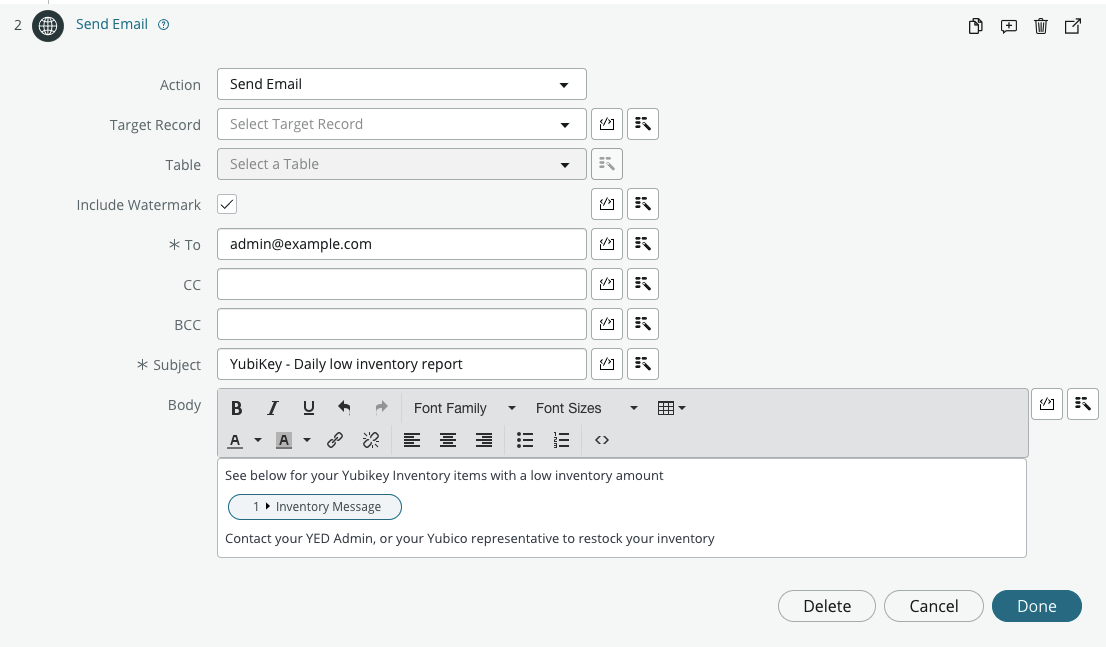 2 Send Email
Action Send Email
Target Record Select Target Record
Table Select a Table
Include Watermark
* To admin@example.com
CC
BCC
* Subject YubiKey - Daily low inventory report
Body B I U Font Family Font Sizes
A A
See below for your Yubikey Inventory items with a low inventory amount
1 Inventory Message
Contact your YED Admin, or your Yubico representative to restock your inventory
Delete Cancel Done